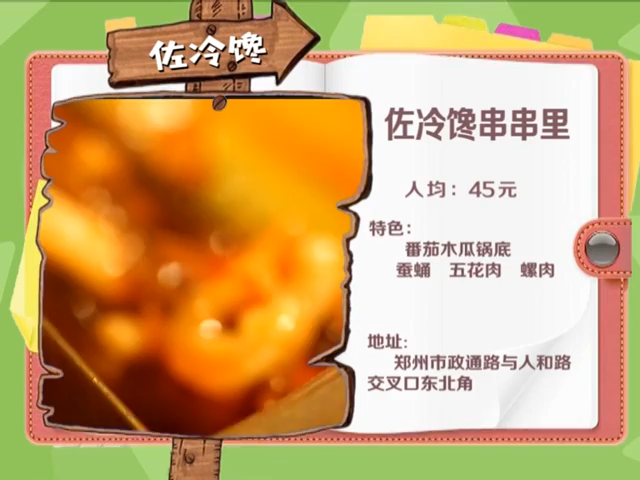 佐冷馋
佐冷馋串串里
人均：45元
特色：
番茄木瓜锅底
蚕蛹 五花肉 螺肉
地址：
郑州市政通路与人和路
交叉口东北角